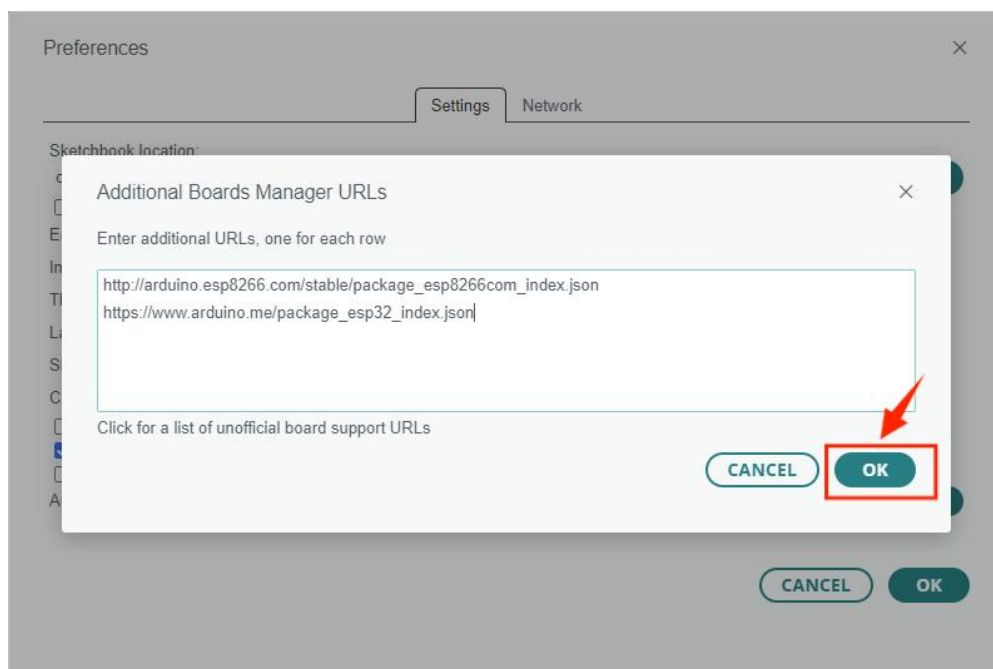 Preferences
Settings Network
Sketchbook location:
Additional Boards Manager URLs
Enter additional URLs, one for each row
http://arduino.esp8266.com/stable/package_esp8266com_index.json
https://www.arduino.me/package_esp32_index.json
Click for a list of unofficial board support URLs
CANCEL OK
CANCEL OK